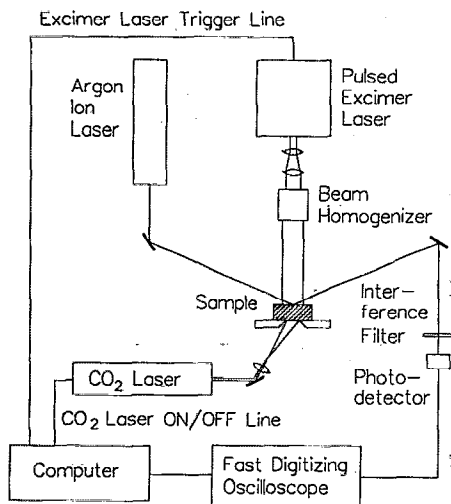 Excimer Laser Trigger Line
Argon
Ion
Laser
Pulsed
Excimer
Laser
Beam
Homogenizer
Sample
Inter-
ference
Filter
Photo-
detector
CO₂ Laser
CO₂ Laser ON/OFF Line
Computer
Fast Digitizing
Oscilloscope